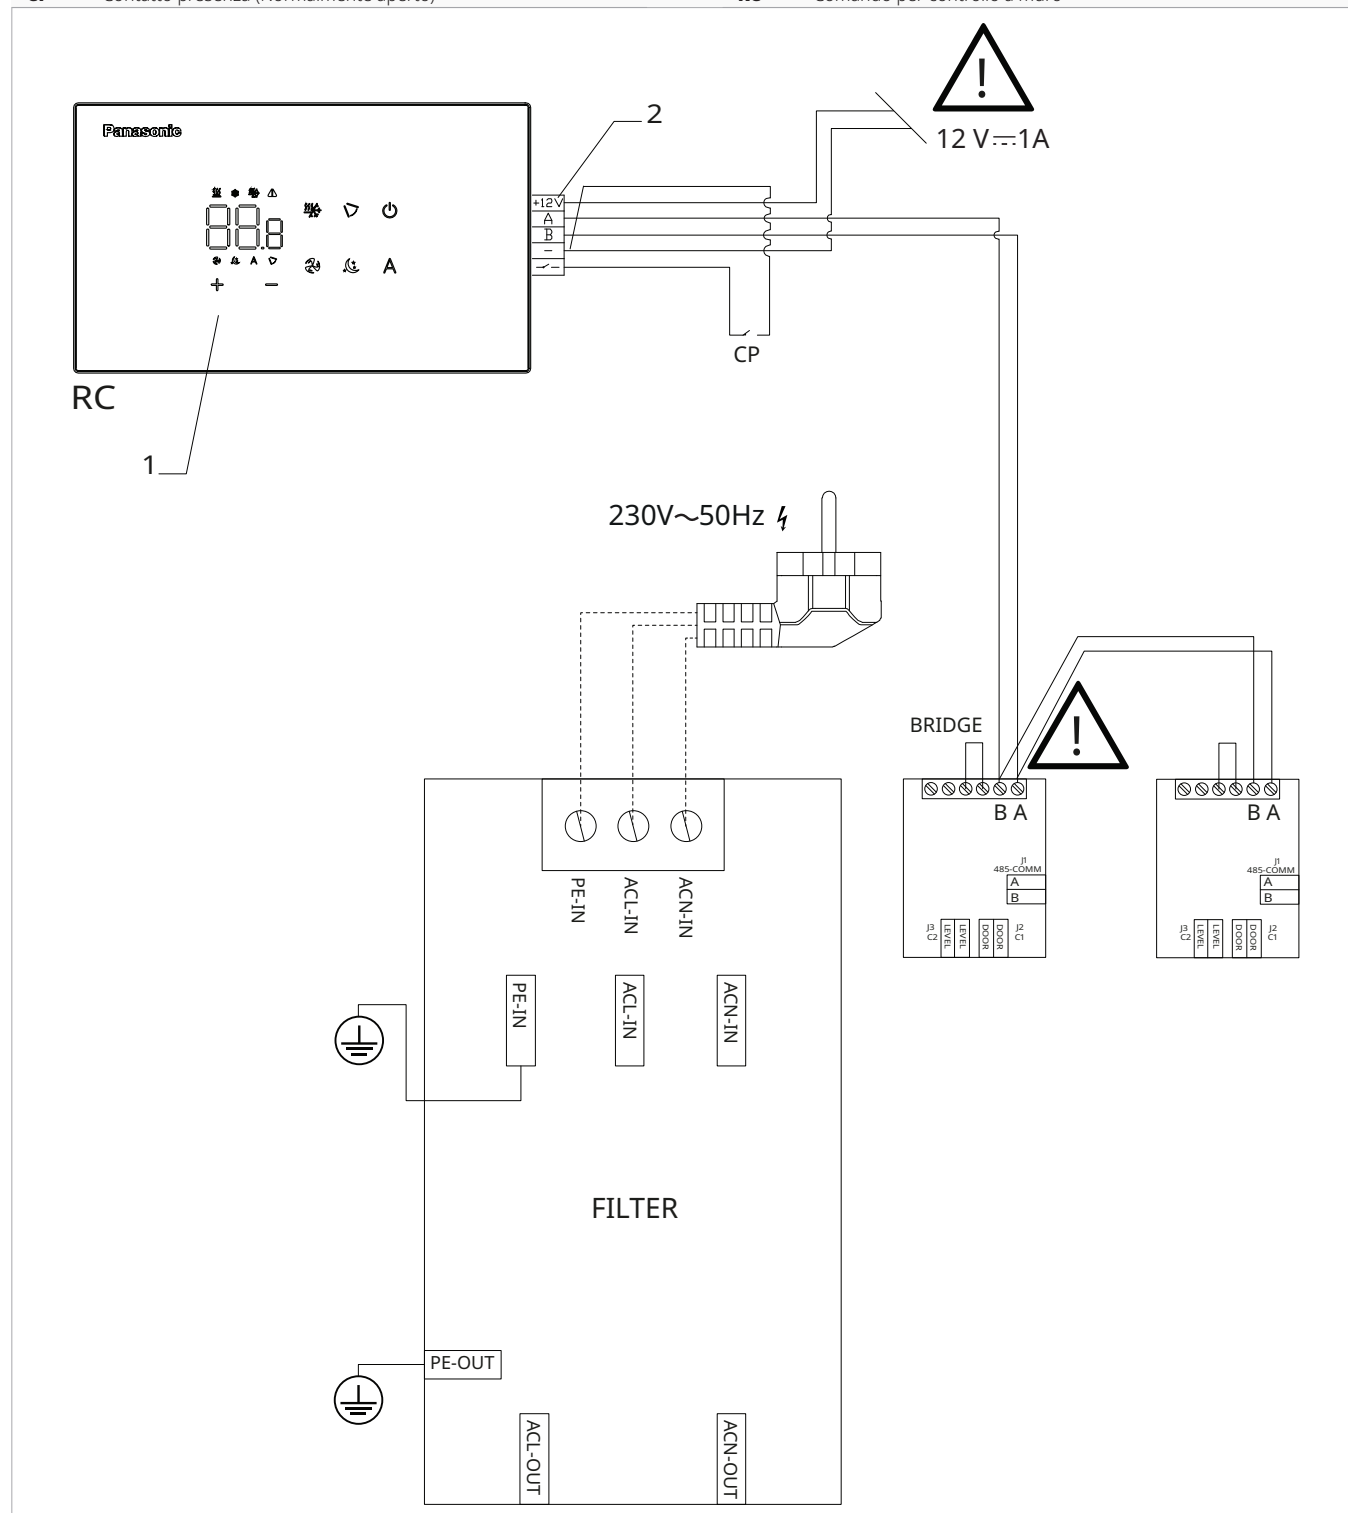 CP Contatto presenza (Normalmente aperto) RC Comando per controllo a muro
12 V 1A
Panasonic
2
+12V
A
B
-
88.8
A
A
+ -
CP
RC
1
230V~50Hz
BRIDGE
B A
B A
J1
485-COMM
A
B
J1
485-COMM
A
B
J3
C2
LEVEL
LEVEL
DOOR
DOOR
J2
C1
J3
C2
LEVEL
LEVEL
DOOR
DOOR
J2
C1
PE-IN
ACL-IN
ACN-IN
PE-IN
ACL-IN
ACN-IN
FILTER
PE-OUT
ACL-OUT
ACN-OUT